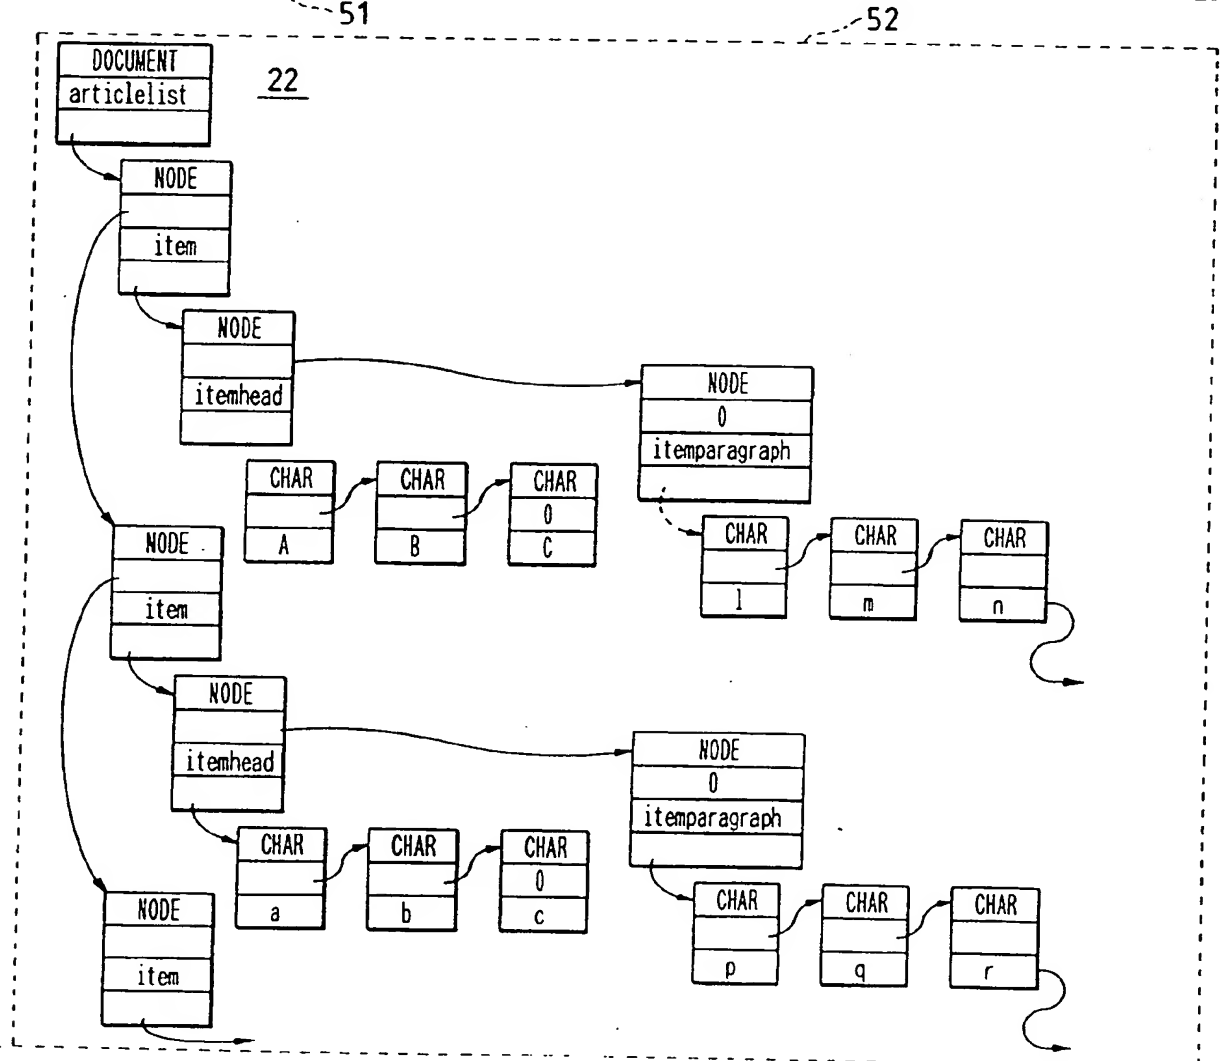 51
52
DOCUMENT
articlelist
22
NODE
item
NODE
itemhead
NODE
0
itemparagraph
CHAR
A
CHAR
B
CHAR
0
C
CHAR
l
CHAR
m
CHAR
n
NODE
item
NODE
itemhead
NODE
0
itemparagraph
CHAR
a
CHAR
b
CHAR
0
c
CHAR
p
CHAR
q
CHAR
r
NODE
item